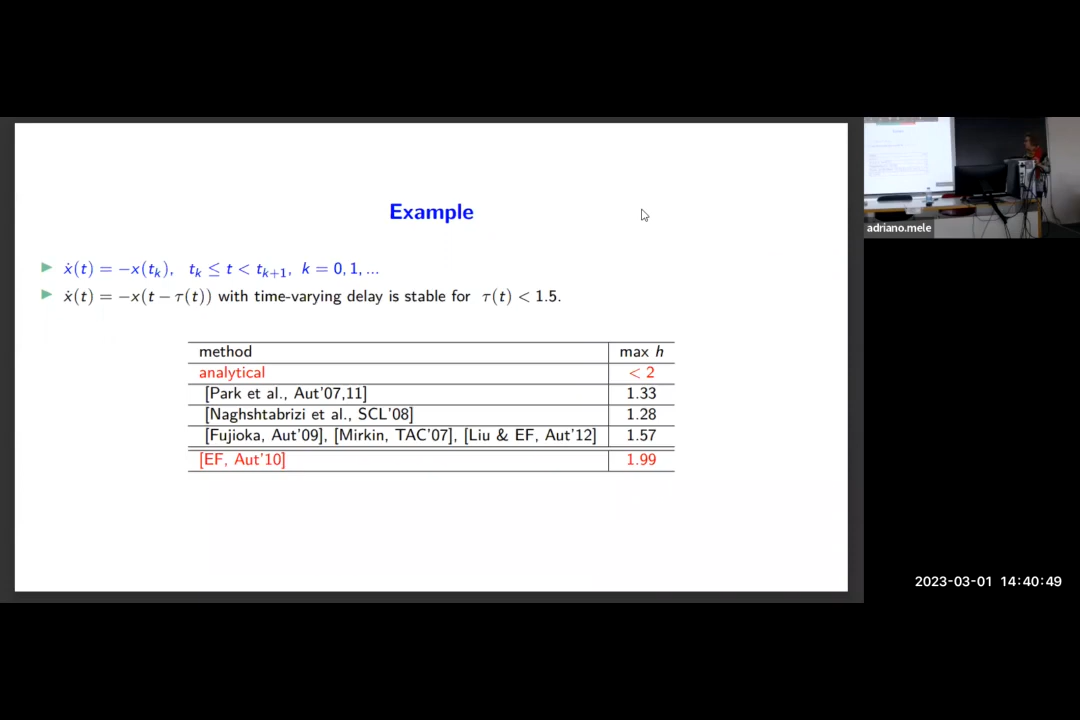 Example
ẋ(t) = −x(tₖ), tₖ ≤ t < tₖ₊₁, k = 0, 1, ...
ẋ(t) = −x(t − τ(t)) with time-varying delay is stable for τ(t) < 1.5.
method max h
analytical < 2
[Park et al., Aut'07,11] 1.33
[Naghshtabrizi et al., SCL'08] 1.28
[Fujioka, Aut'09], [Mirkin, TAC'07], [Liu & EF, Aut'12] 1.57
[EF, Aut'10] 1.99
adriano.mele
2023-03-01 14:40:49